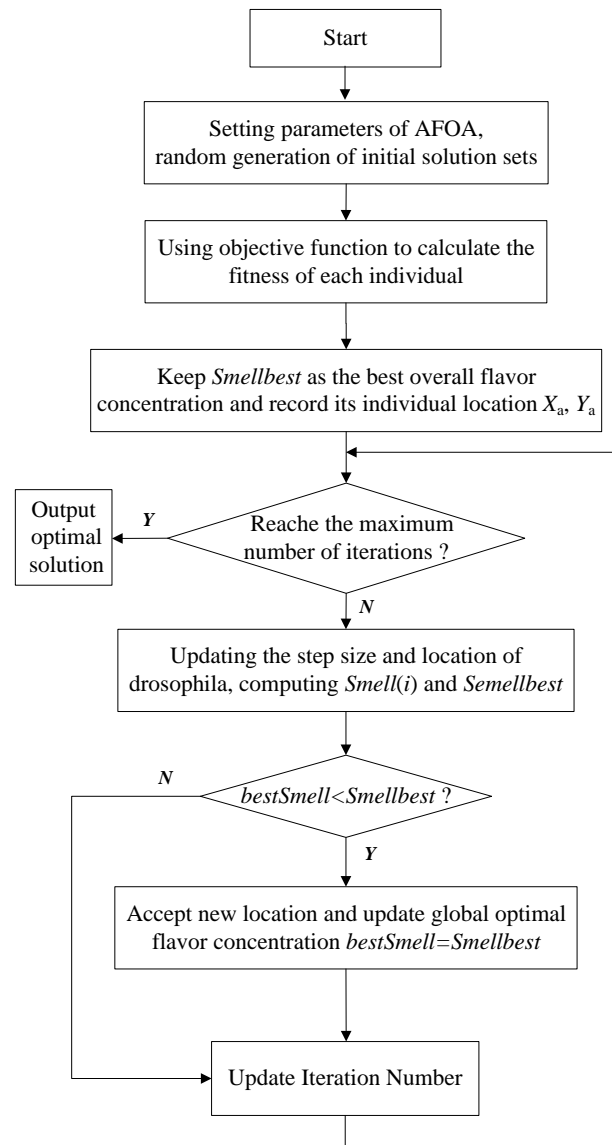 Start
Setting parameters of AFOA,
random generation of initial solution sets
Using objective function to calculate the
fitness of each individual
Keep Smellbest as the best overall flavor
concentration and record its individual location Xa, Ya
Output
optimal
solution
Y
Reache the maximum
number of iterations ?
N
Updating the step size and location of
drosophila, computing Smell(i) and Semellbest
N
bestSmell<Smellbest ?
Y
Accept new location and update global optimal
flavor concentration bestSmell=Smellbest
Update Iteration Number